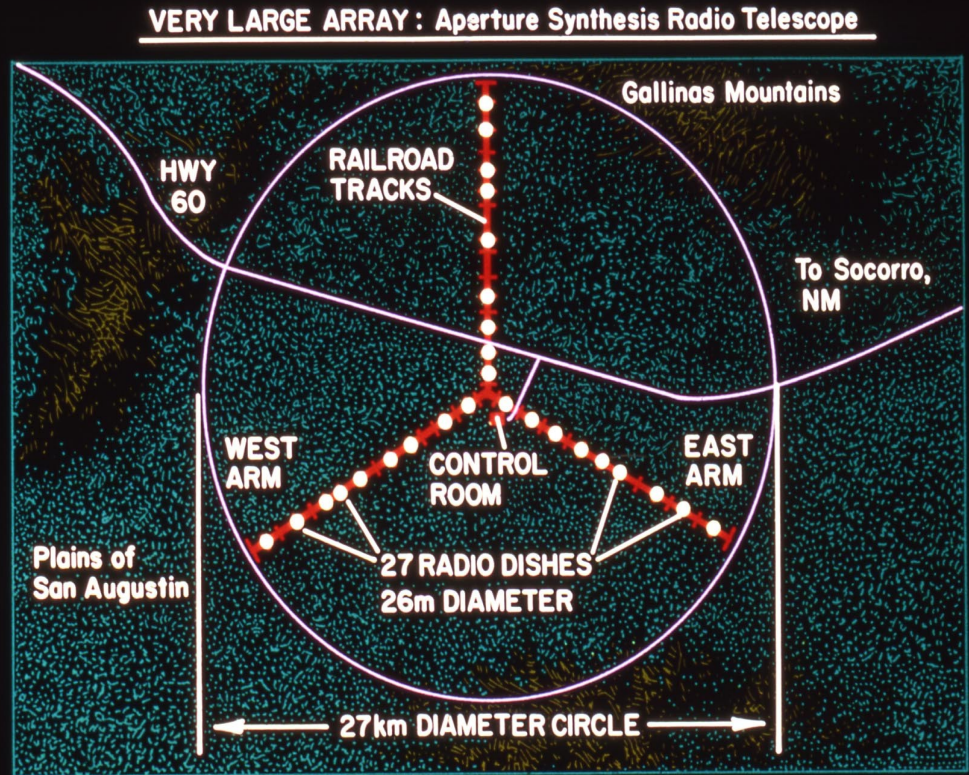 VERY LARGE ARRAY : Aperture Synthesis Radio Telescope
Gallinas Mountains
HWY
60
RAILROAD
TRACKS
To Socorro,
NM
WEST
ARM
CONTROL
ROOM
EAST
ARM
Plains of
San Augustin
27 RADIO DISHES
26m DIAMETER
27km DIAMETER CIRCLE